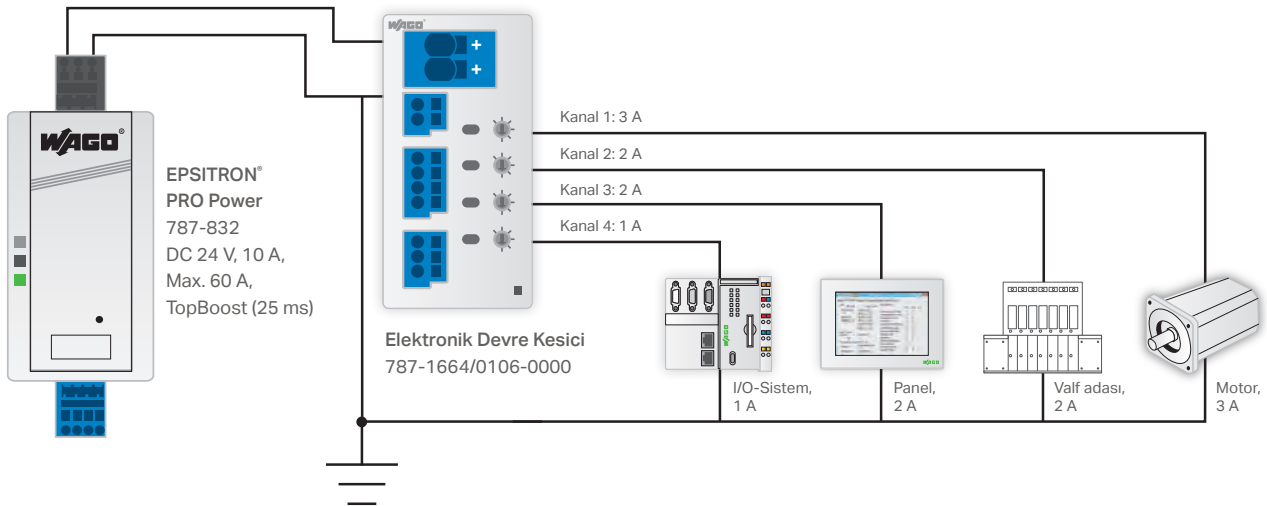 WAGO®
EPSITRON®
PRO Power
787-832
DC 24 V, 10 A,
Max. 60 A,
TopBoost (25 ms)
WAGO
+
+
Elektronik Devre Kesici
787-1664/0106-0000
Kanal 1: 3 A
Kanal 2: 2 A
Kanal 3: 2 A
Kanal 4: 1 A
WAGO
I/O-Sistem,
1 A
WAGO
Panel,
2 A
Valf adası,
2 A
Motor,
3 A